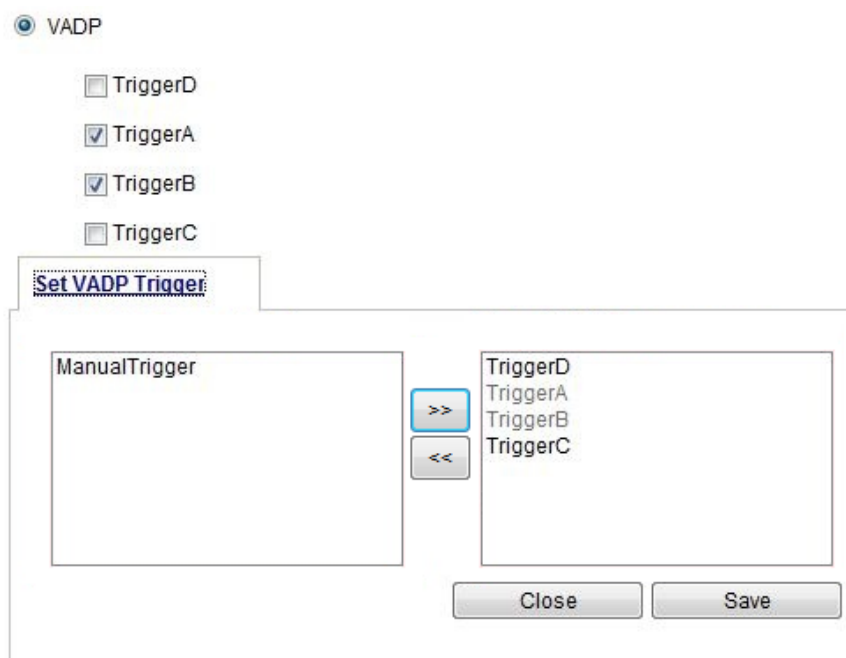 VADP
TriggerD
TriggerA
TriggerB
TriggerC
Set VADP Trigger
ManualTrigger
>>
<<
TriggerD
TriggerA
TriggerB
TriggerC
Close
Save